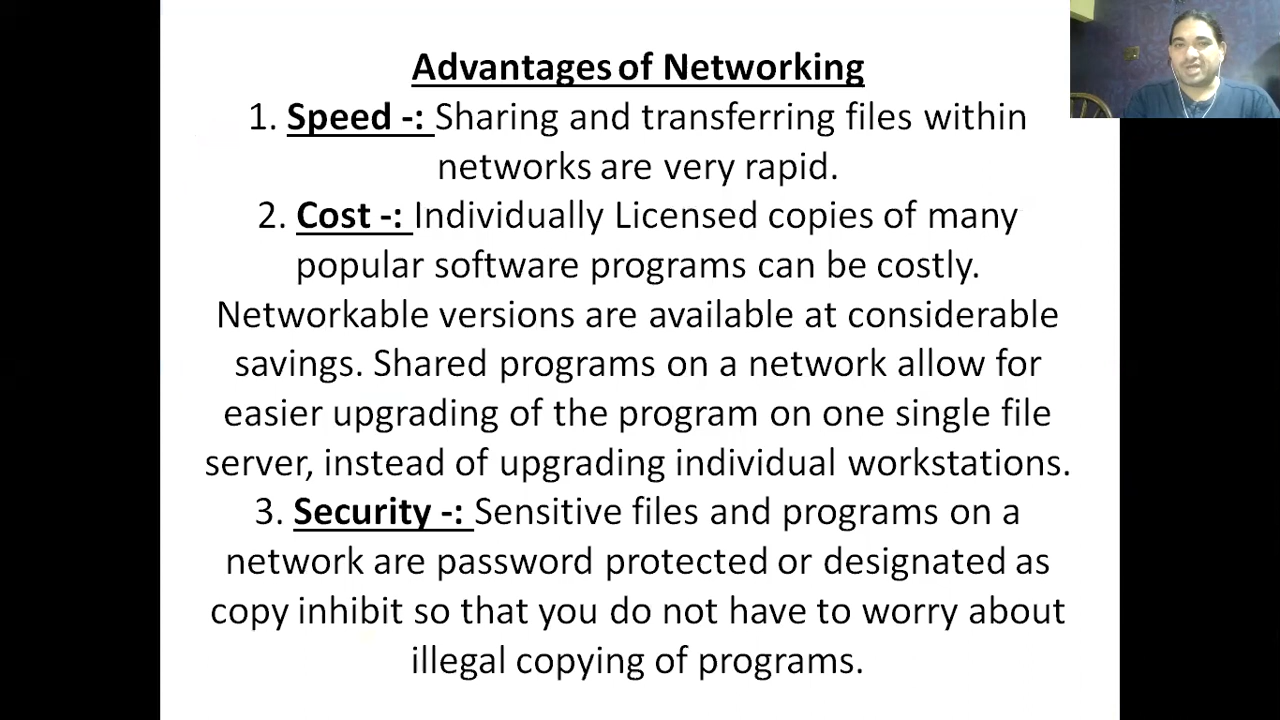 Advantages of Networking
1. Speed -: Sharing and transferring files within
networks are very rapid.
2. Cost -: Individually Licensed copies of many
popular software programs can be costly.
Networkable versions are available at considerable
savings. Shared programs on a network allow for
easier upgrading of the program on one single file
server, instead of upgrading individual workstations.
3. Security -: Sensitive files and programs on a
network are password protected or designated as
copy inhibit so that you do not have to worry about
illegal copying of programs.